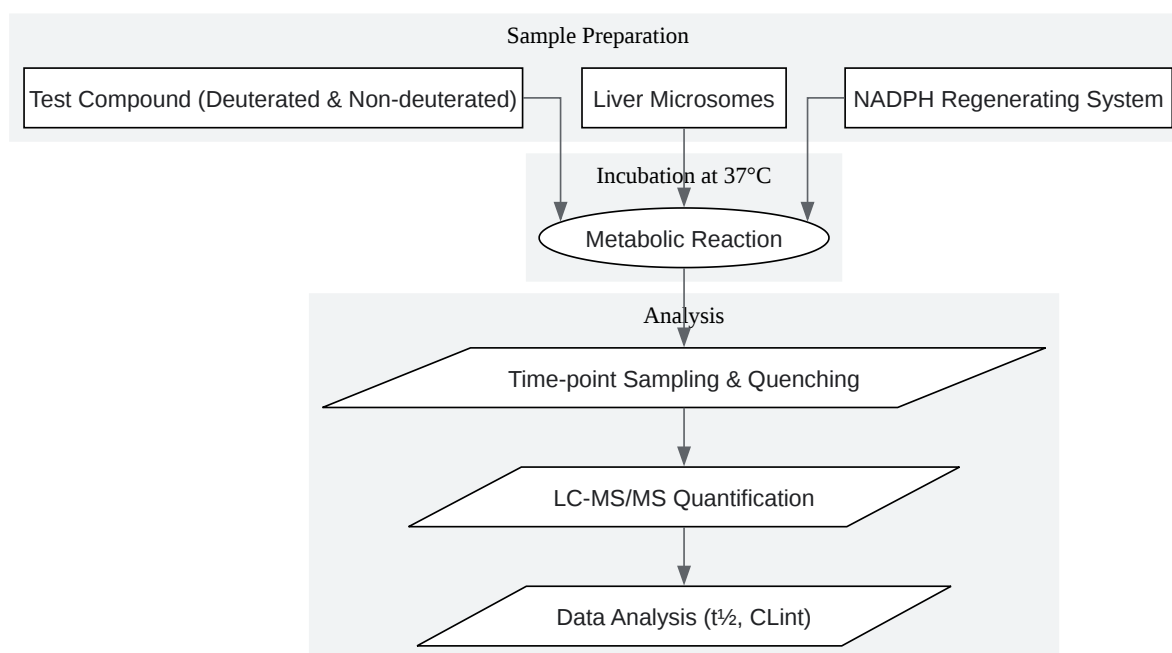 Sample Preparation
Test Compound (Deuterated & Non-deuterated)
Liver Microsomes
NADPH Regenerating System
Incubation at 37°C
Metabolic Reaction
Analysis
Time-point Sampling & Quenching
LC-MS/MS Quantification
Data Analysis (t½, CLint)